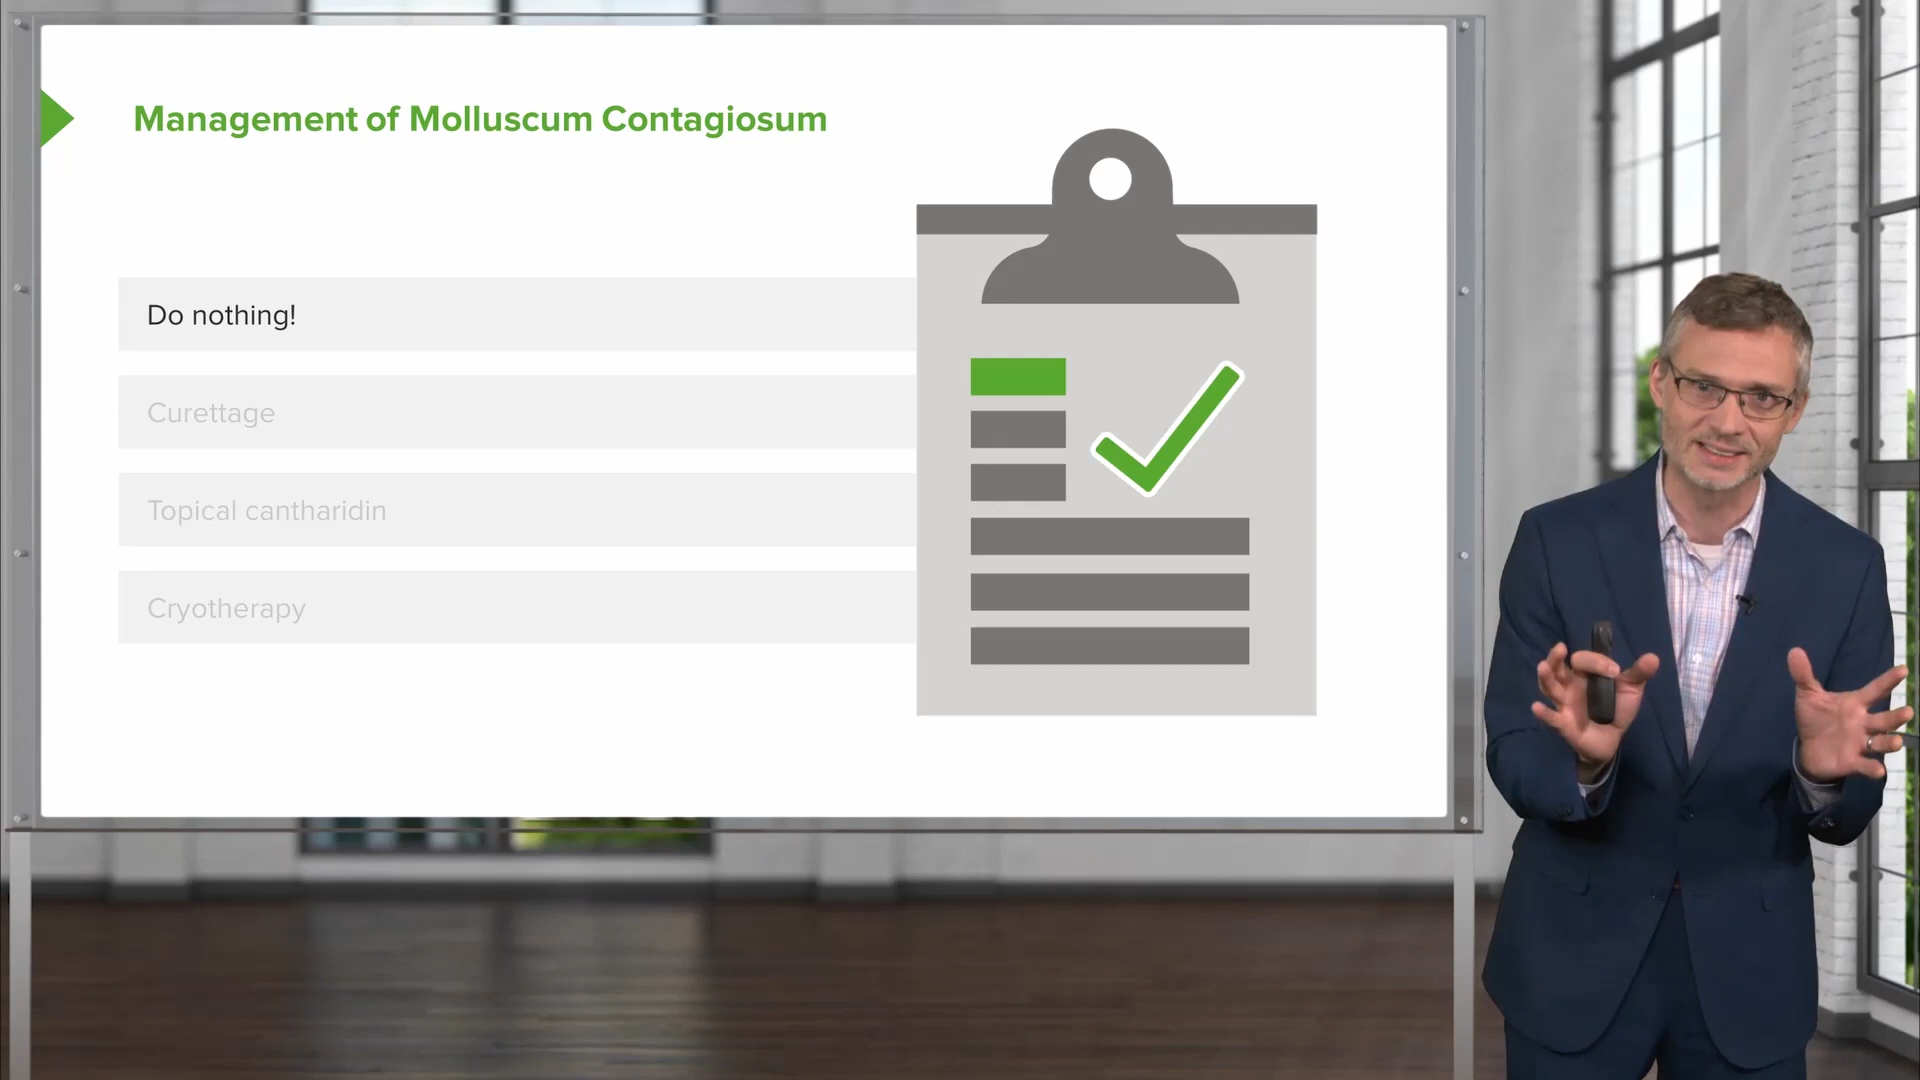 Management of Molluscum Contagiosum
Do nothing!
Curettage
Topical cantharidin
Cryotherapy